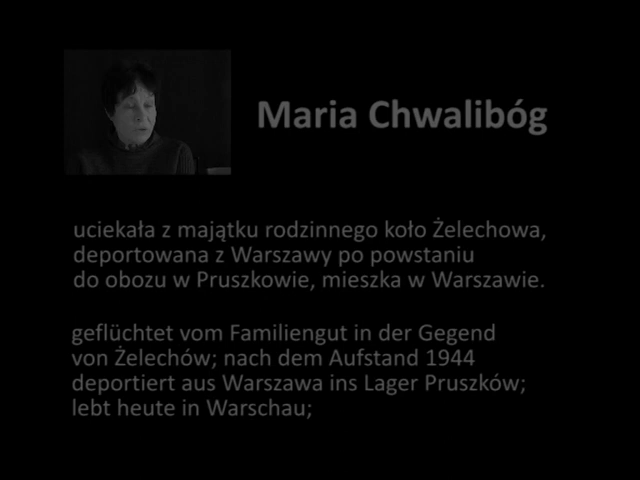 Maria Chwalibóg
uciekała z majątku rodzinnego koło Żelechowa,
deportowana z Warszawy po powstaniu
do obozu w Pruszkowie, mieszka w Warszawie.
geflüchtet vom Familiengut in der Gegend
von Żelechów; nach dem Aufstand 1944
deportiert aus Warszawa ins Lager Pruszków;
lebt heute in Warschau;